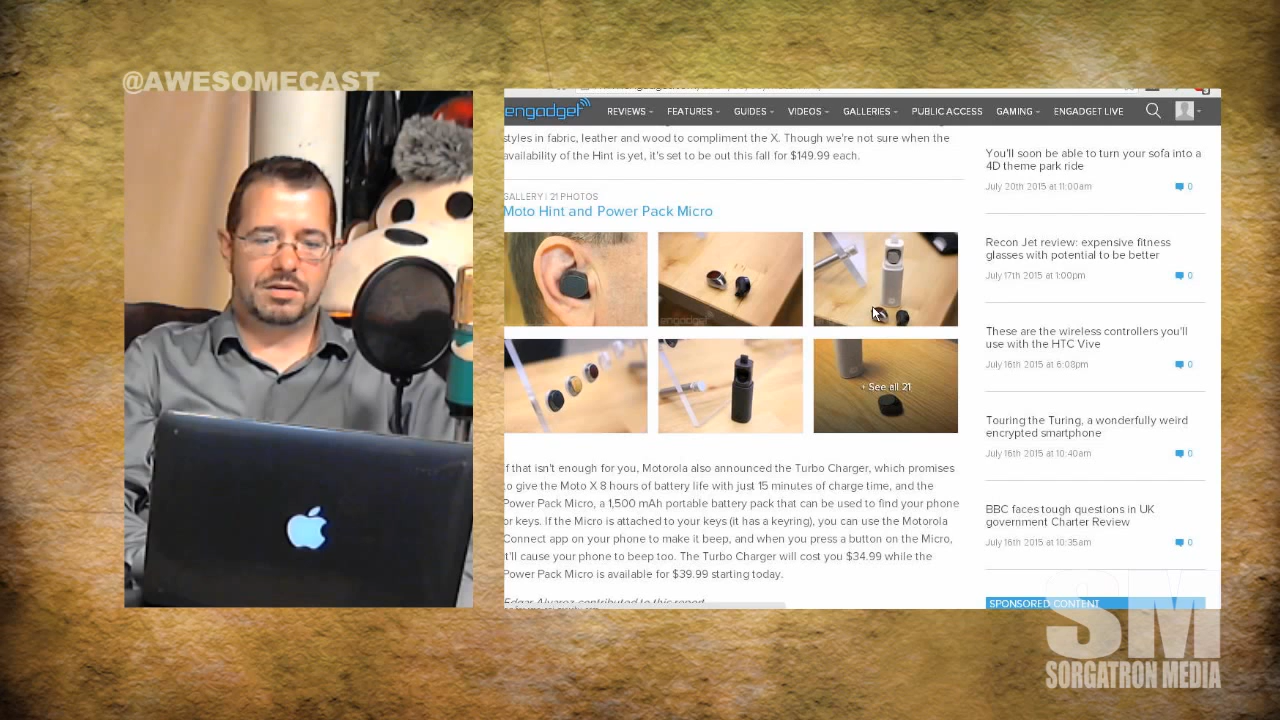 @AWESOMECAST
engadget
REVIEWS
FEATURES
GUIDES
VIDEOS
GALLERIES
PUBLIC ACCESS
GAMING
ENGADGET LIVE
styles in fabric, leather and wood to compliment the X. Though we're not sure when the
availability of the Hint is yet, it's set to be out this fall for $149.99 each.
GALLERY | 21 PHOTOS
Moto Hint and Power Pack Micro
engadget
+ See all 21
f that isn't enough for you, Motorola also announced the Turbo Charger, which promises
to give the Moto X 8 hours of battery life with just 15 minutes of charge time, and the
Power Pack Micro, a 1,500 mAh portable battery pack that can be used to find your phone
or keys. If the Micro is attached to your keys (it has a keyring), you can use the Motorola
Connect app on your phone to make it beep, and when you press a button on the Micro,
it'll cause your phone to beep too. The Turbo Charger will cost you $34.99 while the
Power Pack Micro is available for $39.99 starting today.
Edgar Alvarez contributed to this report
You'll soon be able to turn your sofa into a
4D theme park ride
July 20th 2015 at 11:00am
0
Recon Jet review: expensive fitness
glasses with potential to be better
July 17th 2015 at 1:00pm
0
These are the wireless controllers you'll
use with the HTC Vive
July 16th 2015 at 6:08pm
0
Touring the Turing, a wonderfully weird
encrypted smartphone
July 16th 2015 at 10:40am
0
BBC faces tough questions in UK
government Charter Review
July 16th 2015 at 10:35am
0
SPONSORED CONTENT
SM
SORGATRON MEDIA